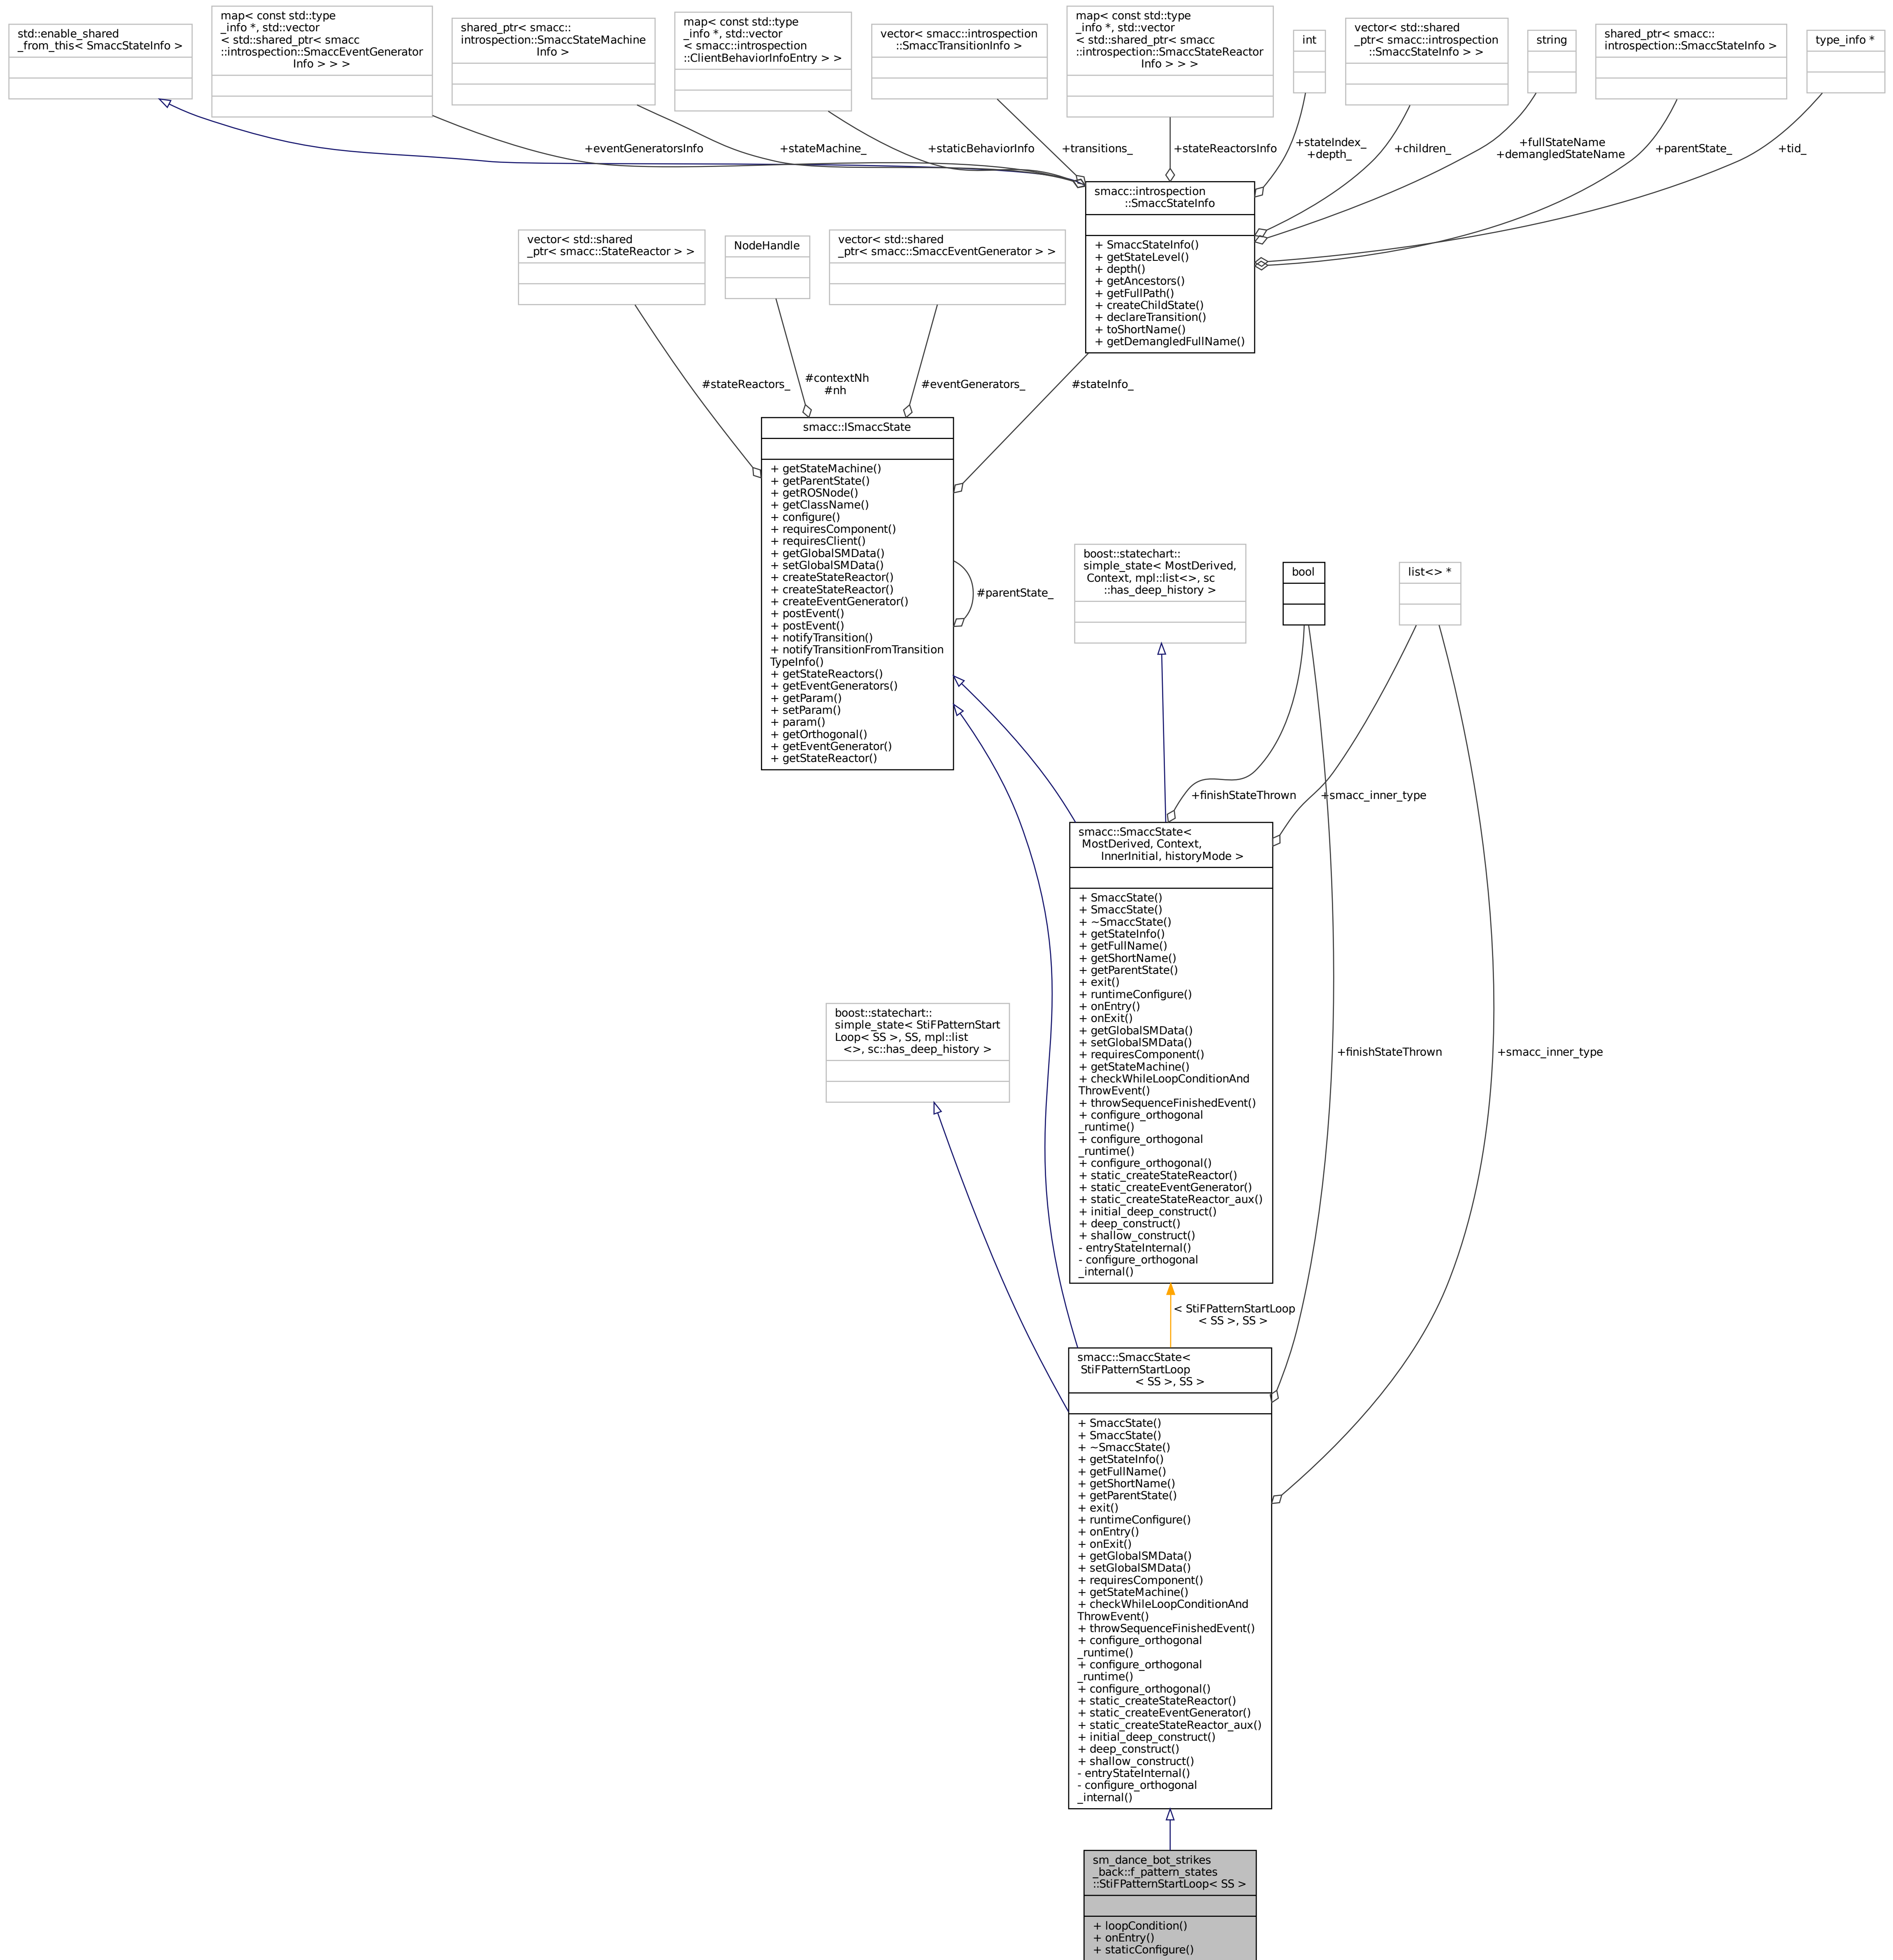 std::enable_shared
_from_this< SmaccStateInfo >
map< const std::type
_info *, std::vector
< std::shared_ptr< smacc
::introspection::SmaccEventGenerator
Info > > >
shared_ptr< smacc::
introspection::SmaccStateMachine
Info >
map< const std::type
_info *, std::vector
< smacc::introspection
::ClientBehaviorInfoEntry > >
vector< smacc::introspection
::SmaccTransitionInfo >
map< const std::type
_info *, std::vector
< std::shared_ptr< smacc
::introspection::SmaccStateReactor
Info > > >
int
vector< std::shared
_ptr< smacc::introspection
::SmaccStateInfo > >
string
shared_ptr< smacc::
introspection::SmaccStateInfo >
type_info *
+eventGeneratorsInfo
+stateMachine_
+staticBehaviorInfo
+transitions_
+stateReactorsInfo
+stateIndex_
+depth_
+children_
+fullStateName
+demangledStateName
+parentState_
+tid_
smacc::introspection
::SmaccStateInfo
+ SmaccStateInfo()
+ getStateLevel()
+ depth()
+ getAncestors()
+ getFullPath()
+ createChildState()
+ declareTransition()
+ toShortName()
+ getDemangledFullName()
vector< std::shared
_ptr< smacc::StateReactor > >
NodeHandle
vector< std::shared
_ptr< smacc::SmaccEventGenerator > >
#stateReactors_
#contextNh
#nh
#eventGenerators_
#stateInfo_
smacc::ISmaccState
+ getStateMachine()
+ getParentState()
+ getROSNode()
+ getClassName()
+ configure()
+ requiresComponent()
+ requiresClient()
+ getGlobalSMData()
+ setGlobalSMData()
+ createStateReactor()
+ createStateReactor()
+ createEventGenerator()
+ postEvent()
+ postEvent()
+ notifyTransition()
+ notifyTransitionFromTransition
TypeInfo()
+ getStateReactors()
+ getEventGenerators()
+ getParam()
+ setParam()
+ param()
+ getOrthogonal()
+ getEventGenerator()
+ getStateReactor()
#parentState_
boost::statechart::
simple_state< MostDerived,
Context, mpl::list<>, sc
::has_deep_history >
bool
list<> *
+finishStateThrown
+smacc_inner_type
smacc::SmaccState<
MostDerived, Context,
InnerInitial, historyMode >
+ SmaccState()
+ SmaccState()
+ ~SmaccState()
+ getStateInfo()
+ getFullName()
+ getShortName()
+ getParentState()
+ exit()
+ runtimeConfigure()
+ onEntry()
+ onExit()
+ getGlobalSMData()
+ setGlobalSMData()
+ requiresComponent()
+ getStateMachine()
+ checkWhileLoopConditionAnd
ThrowEvent()
+ throwSequenceFinishedEvent()
+ configure_orthogonal
_runtime()
+ configure_orthogonal
_runtime()
+ configure_orthogonal()
+ static_createStateReactor()
+ static_createEventGenerator()
+ static_createStateReactor_aux()
+ initial_deep_construct()
+ deep_construct()
+ shallow_construct()
- entryStateInternal()
- configure_orthogonal
_internal()
boost::statechart::
simple_state< StiFPatternStart
Loop< SS >, SS, mpl::list
<>, sc::has_deep_history >
+finishStateThrown
+smacc_inner_type
< StiFPatternStartLoop
< SS >, SS >
smacc::SmaccState<
StiFPatternStartLoop
< SS >, SS >
+ SmaccState()
+ SmaccState()
+ ~SmaccState()
+ getStateInfo()
+ getFullName()
+ getShortName()
+ getParentState()
+ exit()
+ runtimeConfigure()
+ onEntry()
+ onExit()
+ getGlobalSMData()
+ setGlobalSMData()
+ requiresComponent()
+ getStateMachine()
+ checkWhileLoopConditionAnd
ThrowEvent()
+ throwSequenceFinishedEvent()
+ configure_orthogonal
_runtime()
+ configure_orthogonal
_runtime()
+ configure_orthogonal()
+ static_createStateReactor()
+ static_createEventGenerator()
+ static_createStateReactor_aux()
+ initial_deep_construct()
+ deep_construct()
+ shallow_construct()
- entryStateInternal()
- configure_orthogonal
_internal()
sm_dance_bot_strikes
_back::f_pattern_states
::StiFPatternStartLoop< SS >
+ loopCondition()
+ onEntry()
+ staticConfigure()